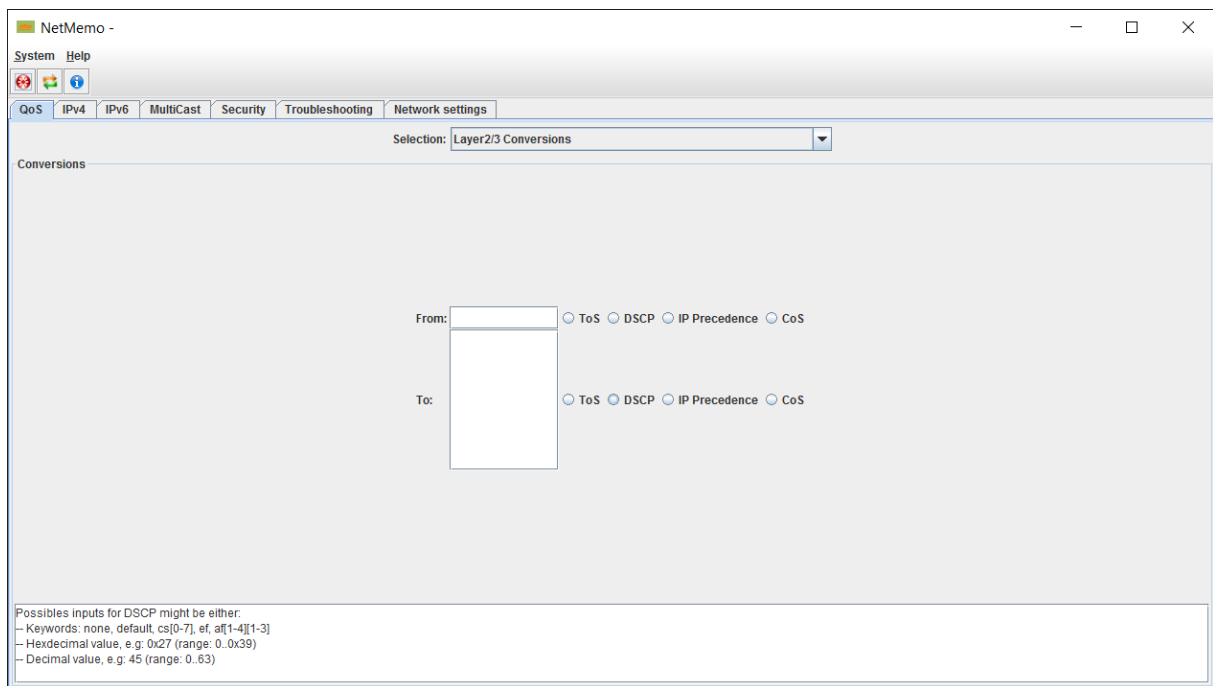 NetMemo -
System Help
QoS IPv4 IPv6 MultiCast Security Troubleshooting Network settings
Selection: Layer2/3 Conversions
Conversions
From: ToS DSCP IP Precedence CoS
To: ToS DSCP IP Precedence CoS
Possibles inputs for DSCP might be either:
-- Keywords: none, default, cs[0-7], ef, af[1-4][1-3]
-- Hexdecimal value, e.g: 0x27 (range: 0..0x39)
-- Decimal value, e.g: 45 (range: 0..63)